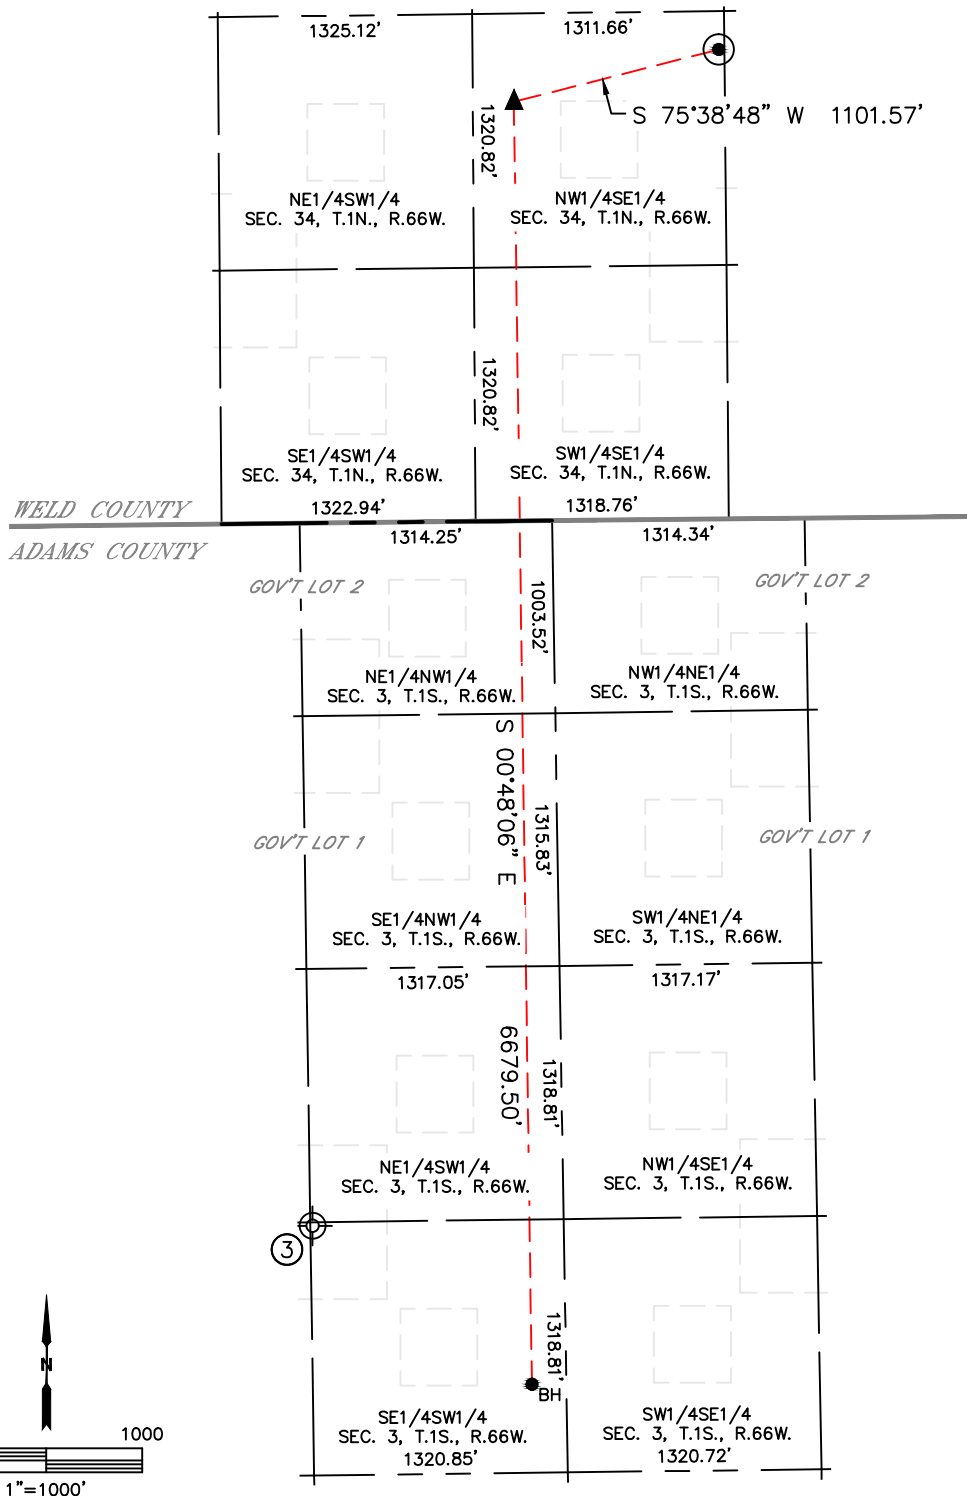 1325.12'
1311.66'
S 75°38'48" W 1101.57'
1320.82'
NE1/4SW1/4
SEC. 34, T.1N., R.66W.
NW1/4SE1/4
SEC. 34, T.1N., R.66W.
1320.82'
SE1/4SW1/4
SEC. 34, T.1N., R.66W.
1322.94'
SW1/4SE1/4
SEC. 34, T.1N., R.66W.
1318.76'
WELD COUNTY
ADAMS COUNTY
1314.25'
1314.34'
GOV'T LOT 2
GOV'T LOT 2
1003.52'
NE1/4NW1/4
SEC. 3, T.1S., R.66W.
NW1/4NE1/4
SEC. 3, T.1S., R.66W.
S 00°48'06" E
1315.83'
GOV'T LOT 1
GOV'T LOT 1
SE1/4NW1/4
SEC. 3, T.1S., R.66W.
SW1/4NE1/4
SEC. 3, T.1S., R.66W.
1317.05'
1317.17'
6679.50'
1318.81'
NE1/4SW1/4
SEC. 3, T.1S., R.66W.
NW1/4SE1/4
SEC. 3, T.1S., R.66W.
3
1318.81'
BH
N
SE1/4SW1/4
SEC. 3, T.1S., R.66W.
1320.85'
SW1/4SE1/4
SEC. 3, T.1S., R.66W.
1320.72'
1000
1"=1000'